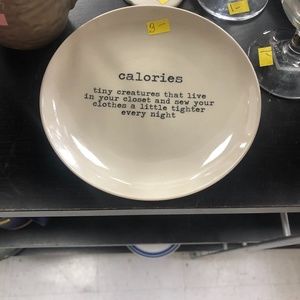 calories
tiny creatures that live
in your closet and sew your
clothes a little tighter
every night